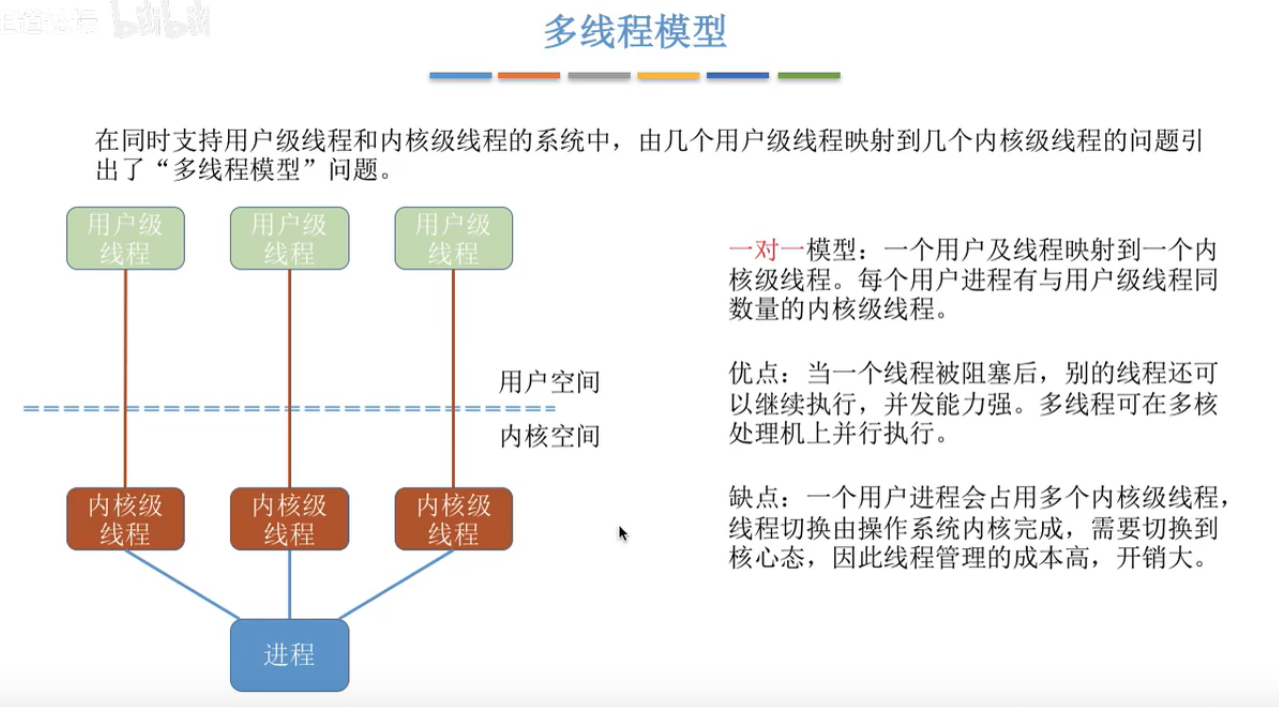 bilibili
多线程模型
在同时支持用户级线程和内核级线程的系统中，由几个用户级线程映射到几个内核级线程的问题引
出了“多线程模型”问题。
用户级
线程
用户级
线程
用户级
线程
一对一模型：一个用户及线程映射到一个内
核级线程。每个用户进程有与用户级线程同
数量的内核级线程。
优点：当一个线程被阻塞后，别的线程还可
以继续执行，并发能力强。多线程可在多核
处理机上并行执行。
用户空间
内核空间
缺点：一个用户进程会占用多个内核级线程，
线程切换由操作系统内核完成，需要切换到
核心态，因此线程管理的成本高，开销大。
内核级
线程
内核级
线程
内核级
线程
进程